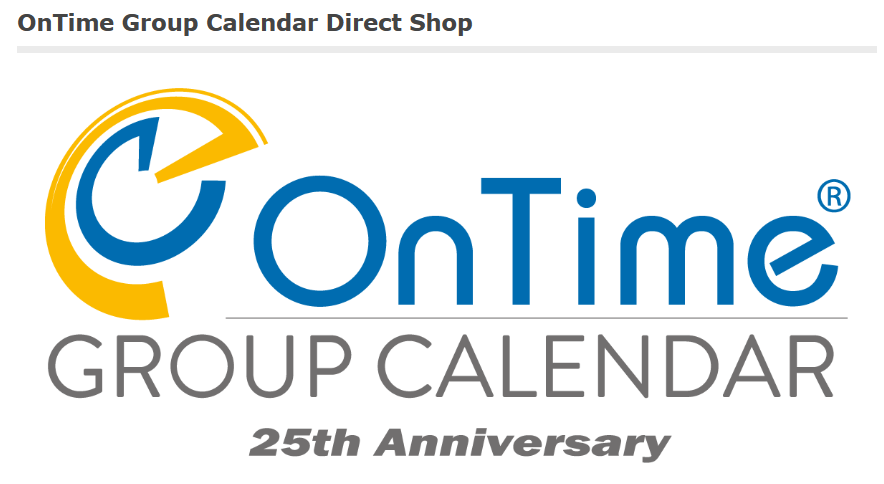 OnTime Group Calendar Direct Shop
OnTime®
GROUP CALENDAR
25th Anniversary